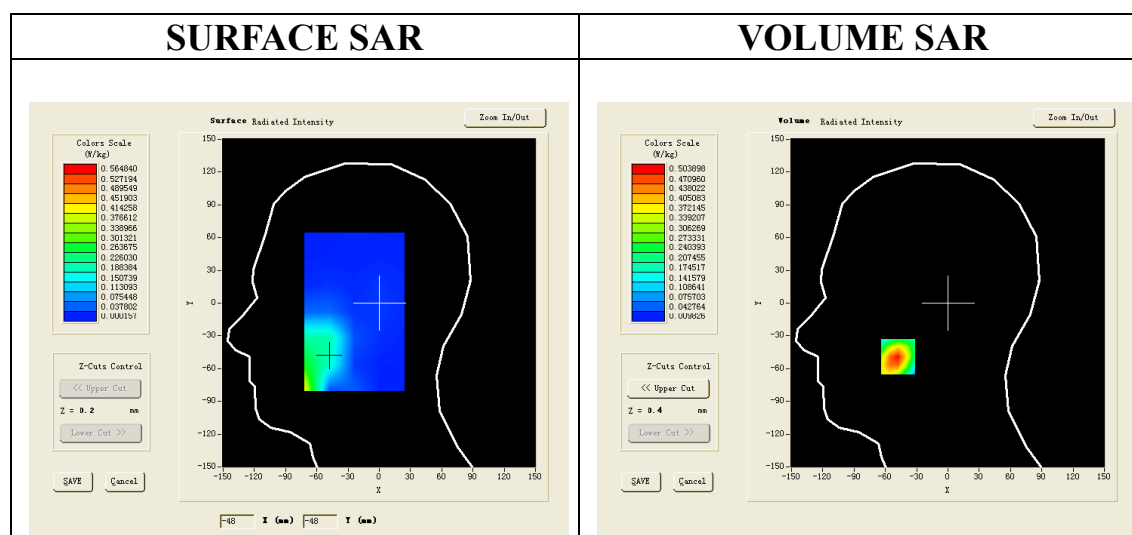 SURFACE SAR
VOLUME SAR
Surface Radiated Intensity
Zoom In/Out
Colors Scale
(W/kg)
0.564840
0.527194
0.489549
0.451903
0.414258
0.376612
0.338966
0.301321
0.263675
0.226030
0.188384
0.150739
0.113093
0.075448
0.037802
0.000157
Z-Cuts Control
<< Upper Cut
Z = 0.2 mm
Lower Cut >>
SAVE Cancel
150
120
90
60
30
0
-30
-60
-90
-120
-150
Y
-150 -120 -90 -60 -30 0 30 60 90 120 150
X
-48 X (mm) -48 Y (mm)
Volume Radiated Intensity
Zoom In/Out
Colors Scale
(W/kg)
0.503898
0.470960
0.438022
0.405083
0.372145
0.339207
0.306269
0.273331
0.240393
0.207455
0.174517
0.141579
0.108641
0.075703
0.042764
0.009826
Z-Cuts Control
<< Upper Cut
Z = 0.4 mm
Lower Cut >>
SAVE Cancel
150
120
90
60
30
0
-30
-60
-90
-120
-150
Y
-150 -120 -90 -60 -30 0 30 60 90 120 150
X